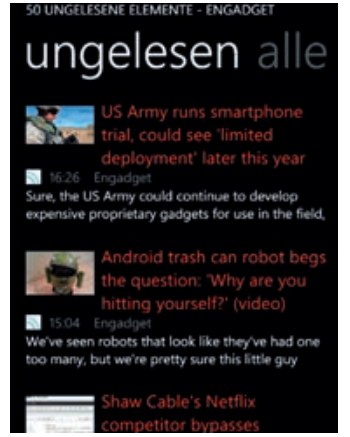 50 UNGELESENE ELEMENTE - ENGADGET
ungelesen alle
US Army runs smartphone
trial, could see 'limited
deployment' later this year
16:26 Engadget
Sure, the US Army could continue to develop
expensive proprietary gadgets for use in the field,
Android trash can robot begs
the question: 'Why are you
hitting yourself?' (video)
15:04 Engadget
We've seen robots that look like they've had one
too many, but we're pretty sure this little guy
Shaw Cable's Netflix
competitor bypasses